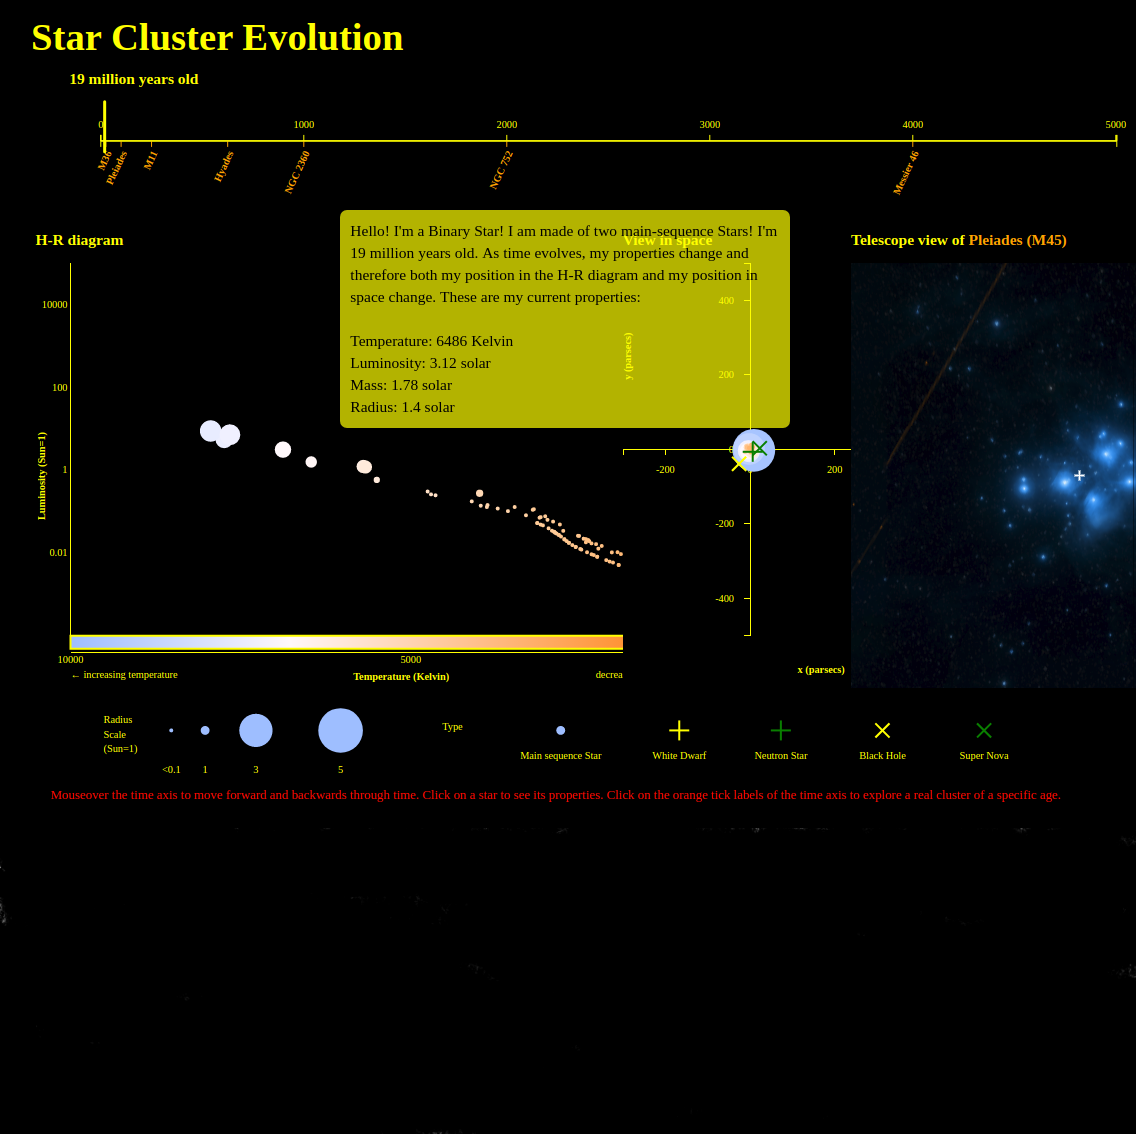 Star Cluster Evolution
19 million years old
0
1000
2000
3000
4000
5000
M36
Pleiades
M11
Hyades
NGC 2360
NGC 752
Messier 46
H-R diagram
View in space
Telescope view of Pleiades (M45)
Hello! I'm a Binary Star! I am made of two main-sequence Stars! I'm
19 million years old. As time evolves, my properties change and
therefore both my position in the H-R diagram and my position in
space change. These are my current properties:
Temperature: 6486 Kelvin
Luminosity: 3.12 solar
Mass: 1.78 solar
Radius: 1.4 solar
10000
100
1
0.01
Luminosity (Sun=1)
10000
5000
← increasing temperature
Temperature (Kelvin)
decrea
y (parsecs)
400
200
0
-200
-400
-200
200
x (parsecs)
Radius
Scale
(Sun=1)
<0.1
1
3
5
Type
Main sequence Star
White Dwarf
Neutron Star
Black Hole
Super Nova
Mouseover the time axis to move forward and backwards through time. Click on a star to see its properties. Click on the orange tick labels of the time axis to explore a real cluster of a specific age.